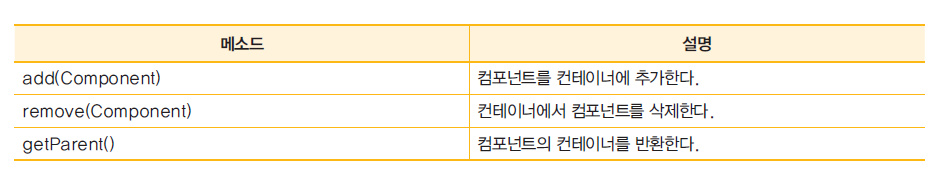 메소드 설명
add(Component) 컴포넌트를 컨테이너에 추가한다.
remove(Component) 컨테이너에서 컴포넌트를 삭제한다.
getParent() 컴포넌트의 컨테이너를 반환한다.